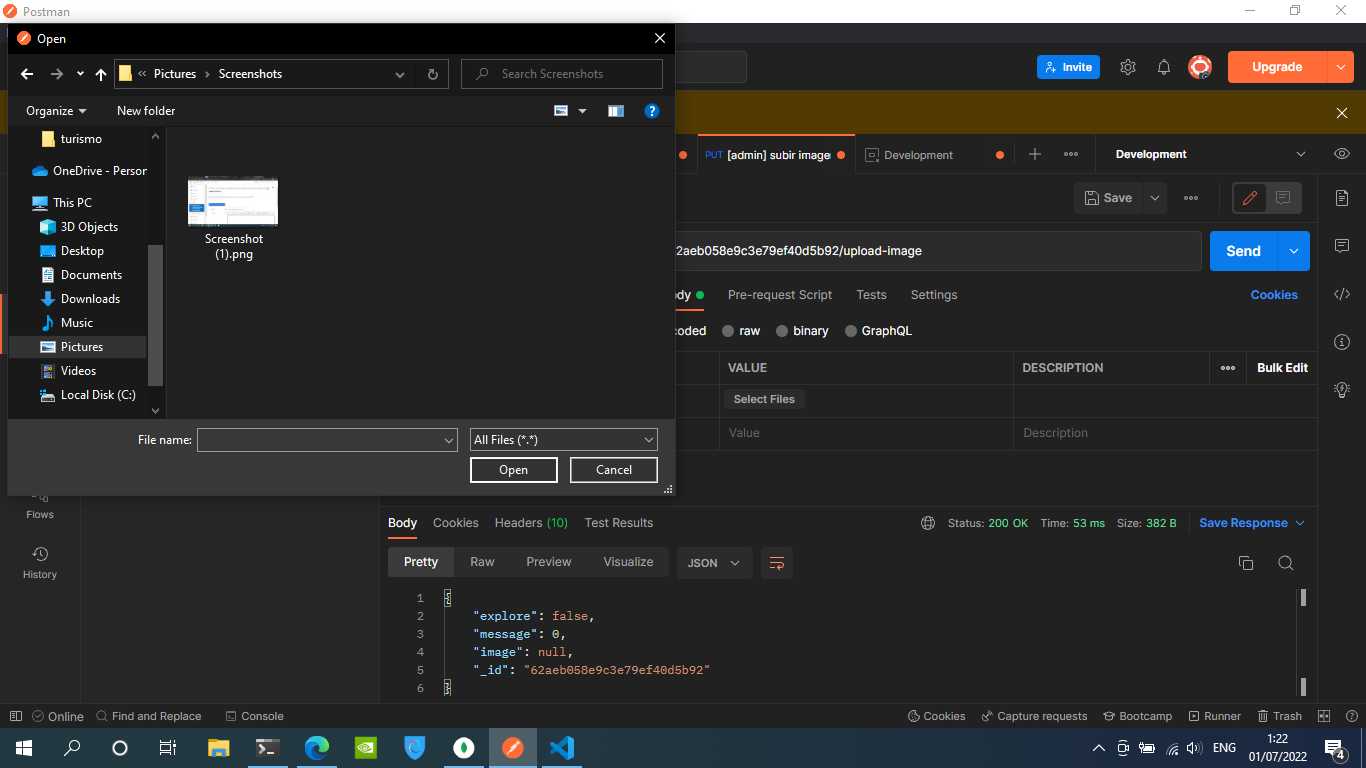 Postman
Open
Pictures
Screenshots
Search Screenshots
Organize
New folder
turismo
OneDrive - Person
This PC
3D Objects
Desktop
Documents
Downloads
Music
Pictures
Videos
Local Disk (C:)
Screenshot
(1).png
File name:
All Files (*.*)
Open
Cancel
Invite
Upgrade
PUT [admin] subir image
Development
Development
Save
2aeb058e9c3e79ef40d5b92/upload-image
Send
dy
Pre-request Script
Tests
Settings
Cookies
coded
raw
binary
GraphQL
VALUE
DESCRIPTION
Bulk Edit
Select Files
Value
Description
Flows
History
Body
Cookies
Headers (10)
Test Results
Status: 200 OK
Time: 53 ms
Size: 382 B
Save Response
Pretty
Raw
Preview
Visualize
JSON
1 {
2 "explore": false,
3 "message": 0,
4 "image": null,
5 "_id": "62aeb058e9c3e79ef40d5b92"
6 }
Online
Find and Replace
Console
Cookies
Capture requests
Bootcamp
Runner
Trash
ENG
1:22
01/07/2022
4